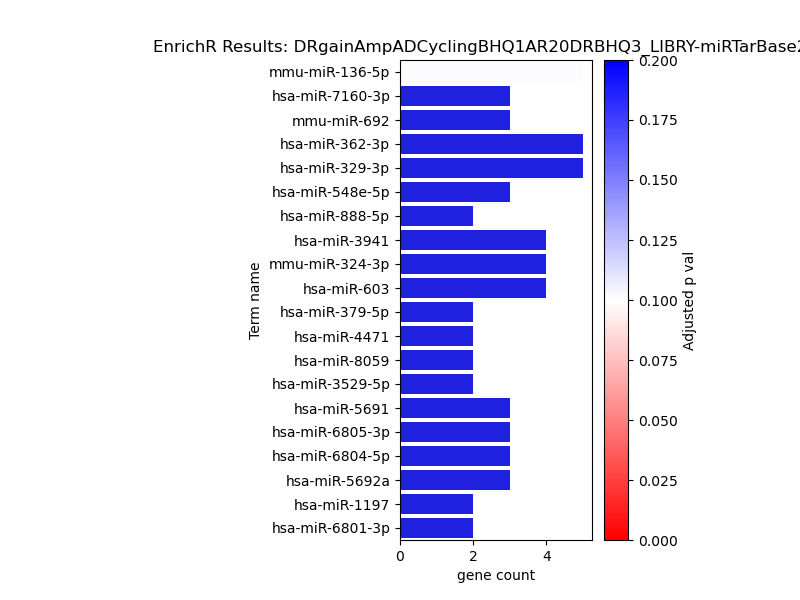 EnrichR Results: DRgainAmpADCyclingBHQ1AR20DRBHQ3_LIBRY-miRTarBase2
mmu-miR-136-5p
hsa-miR-7160-3p
mmu-miR-692
hsa-miR-362-3p
hsa-miR-329-3p
hsa-miR-548e-5p
hsa-miR-888-5p
hsa-miR-3941
mmu-miR-324-3p
hsa-miR-603
hsa-miR-379-5p
hsa-miR-4471
hsa-miR-8059
hsa-miR-3529-5p
hsa-miR-5691
hsa-miR-6805-3p
hsa-miR-6804-5p
hsa-miR-5692a
hsa-miR-1197
hsa-miR-6801-3p
Term name
0 2 4
gene count
0.200
0.175
0.150
0.125
0.100
0.075
0.050
0.025
0.000
Adjusted p val